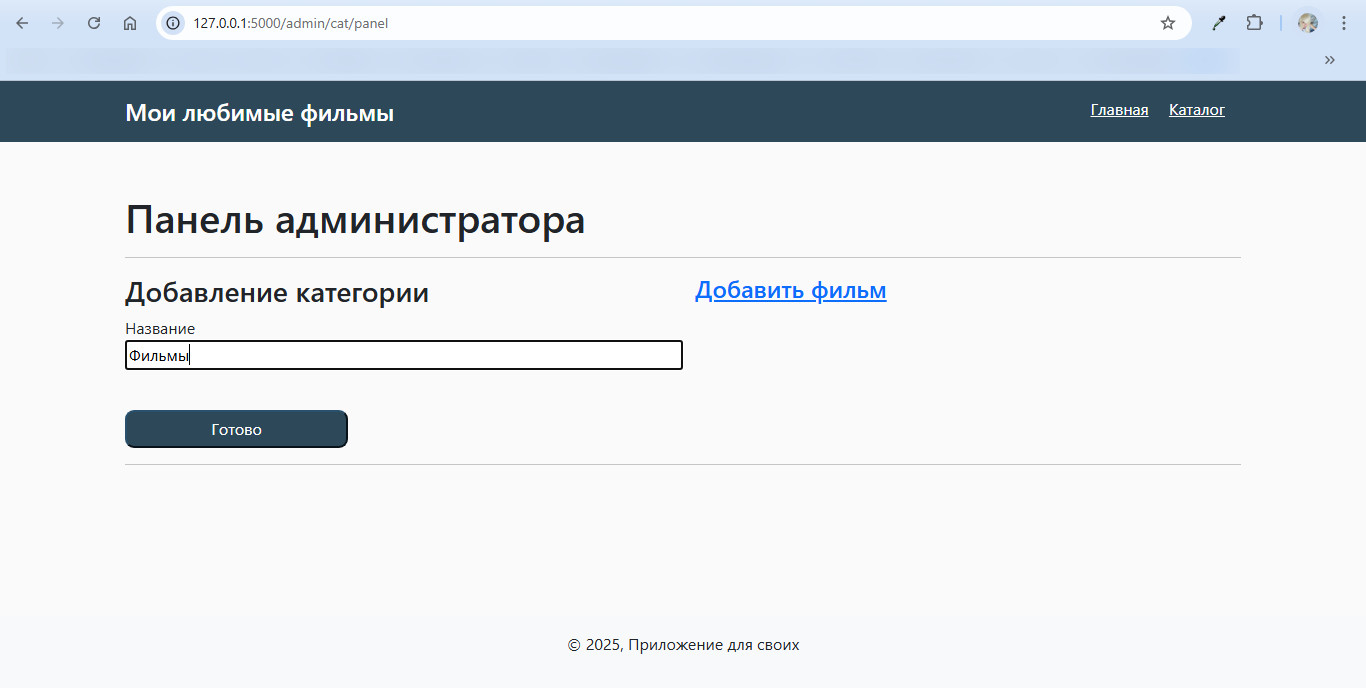 127.0.0.1:5000/admin/cat/panel
Мои любимые фильмы
Главная Каталог
Панель администратора
Добавление категории
Добавить фильм
Название
Фильмы
Готово
© 2025, Приложение для своих